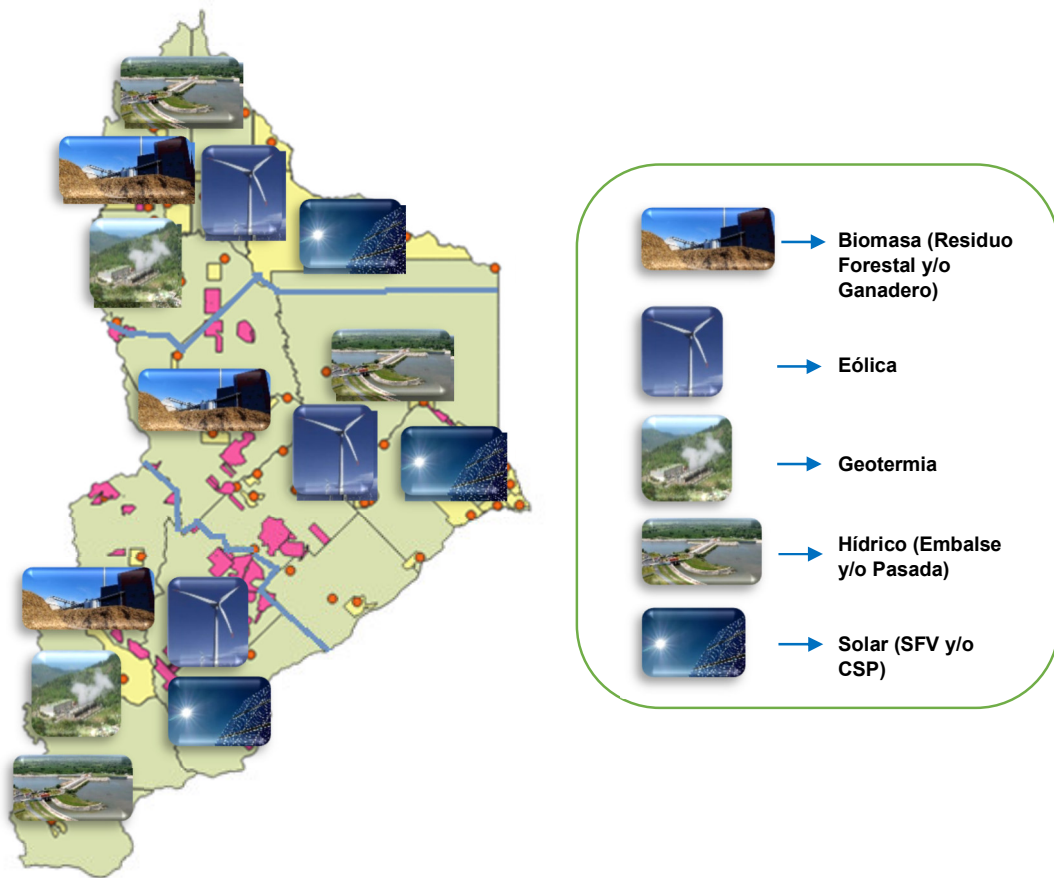 Biomasa (Residuo
Forestal y/o
Ganadero)
Eólica
Geotermia
Hídrico (Embalse
y/o Pasada)
Solar (SFV y/o
CSP)